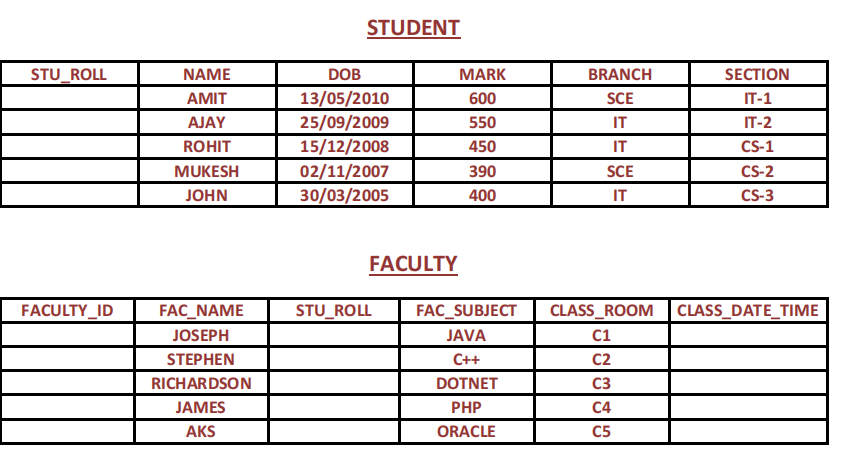 STUDENT
STU_ROLL NAME DOB MARK BRANCH SECTION
AMIT 13/05/2010 600 SCE IT-1
AJAY 25/09/2009 550 IT IT-2
ROHIT 15/12/2008 450 IT CS-1
MUKESH 02/11/2007 390 SCE CS-2
JOHN 30/03/2005 400 IT CS-3
FACULTY
FACULTY_ID FAC_NAME STU_ROLL FAC_SUBJECT CLASS_ROOM CLASS_DATE_TIME
JOSEPH JAVA C1
STEPHEN C++ C2
RICHARDSON DOTNET C3
JAMES PHP C4
AKS ORACLE C5